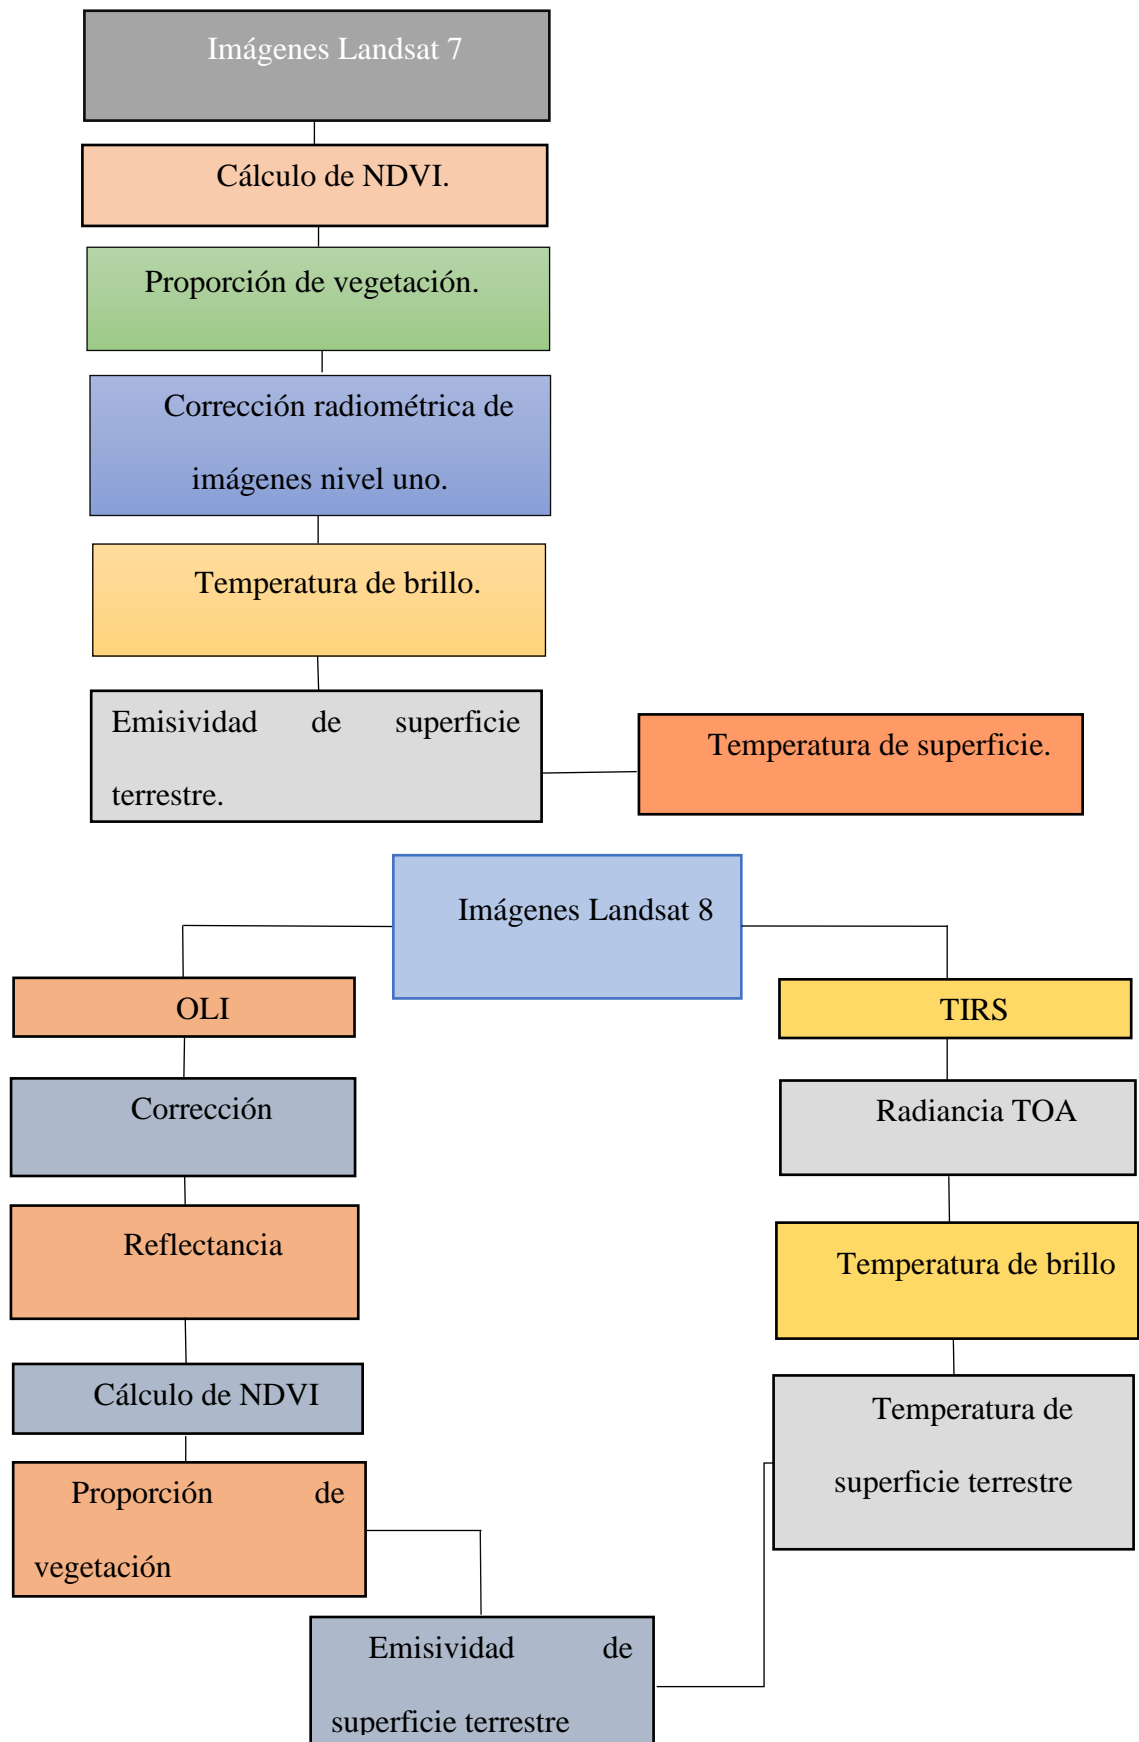 Imágenes Landsat 7
Cálculo de NDVI.
Proporción de vegetación.
Corrección radiométrica de
imágenes nivel uno.
Temperatura de brillo.
Emisividad de superficie
terrestre.
Temperatura de superficie.
Imágenes Landsat 8
OLI
TIRS
Corrección
Radiancia TOA
Reflectancia
Temperatura de brillo
Cálculo de NDVI
Temperatura de
superficie terrestre
Proporción de
vegetación
Emisividad de
superficie terrestre